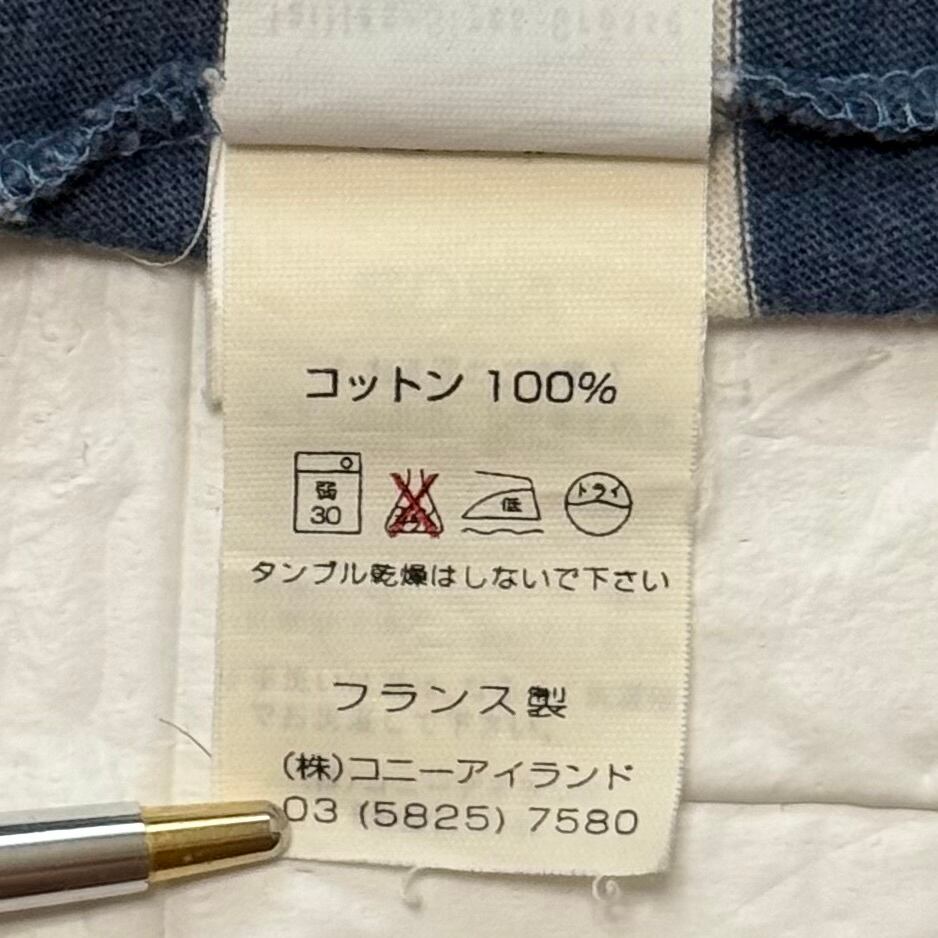 コットン 100%
弱
30
低
ドライ
タンブル乾燥はしないで下さい
フランス製
(株)コニーアイランド
03 (5825) 7580